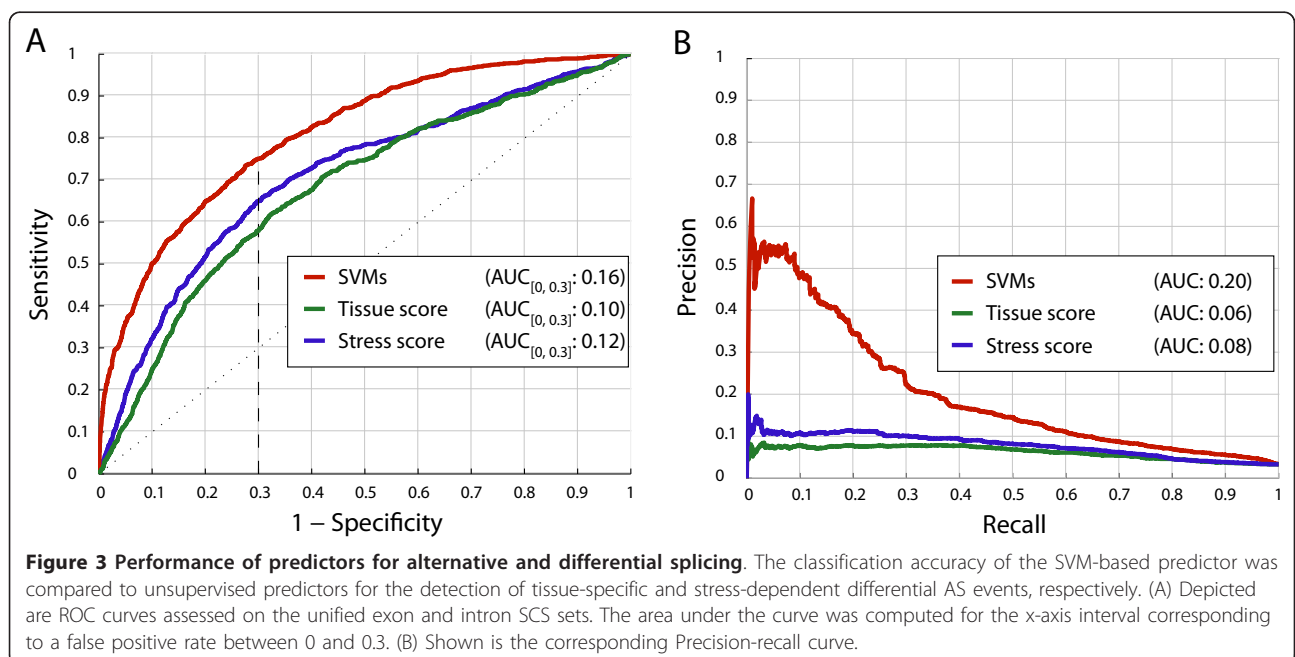 A
1
0.9
0.8
0.7
0.6
0.5
0.4
0.3
0.2
0.1
0
Sensitivity
SVMs (AUC[0, 0.3]: 0.16)
Tissue score (AUC[0, 0.3]: 0.10)
Stress score (AUC[0, 0.3]: 0.12)
0 0.1 0.2 0.3 0.4 0.5 0.6 0.7 0.8 0.9 1
1 – Specificity
B
1
0.9
0.8
0.7
0.6
0.5
0.4
0.3
0.2
0.1
0
Precision
SVMs (AUC: 0.20)
Tissue score (AUC: 0.06)
Stress score (AUC: 0.08)
0 0.1 0.2 0.3 0.4 0.5 0.6 0.7 0.8 0.9 1
Recall
Figure 3 Performance of predictors for alternative and differential splicing. The classification accuracy of the SVM-based predictor was
compared to unsupervised predictors for the detection of tissue-specific and stress-dependent differential AS events, respectively. (A) Depicted
are ROC curves assessed on the unified exon and intron SCS sets. The area under the curve was computed for the x-axis interval corresponding
to a false positive rate between 0 and 0.3. (B) Shown is the corresponding Precision-recall curve.